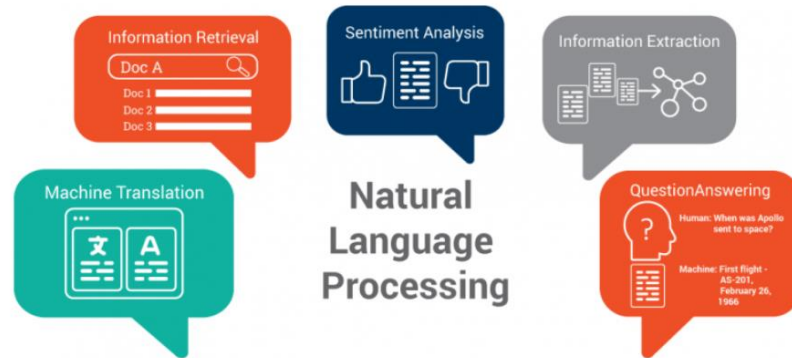 Information Retrieval
Doc A
Doc 1
Doc 2
Doc 3
Sentiment Analysis
Information Extraction
Machine Translation
文 A
Natural
Language
Processing
QuestionAnswering
?
Human: When was Apollo
sent to space?
Machine: First flight -
AS-201,
February 26,
1966